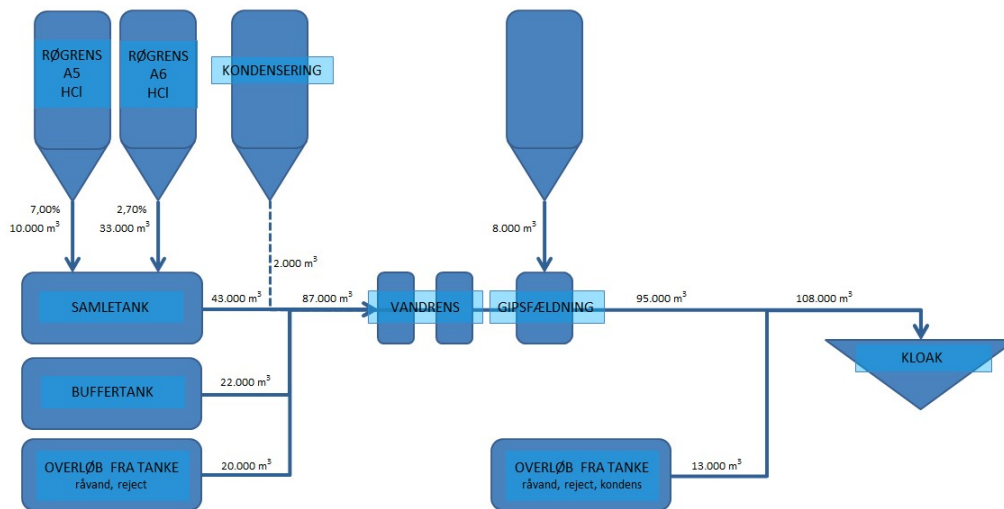 RØGRENS
A5
HCl
RØGRENS
A6
HCl
KONDENSERING
7,00%
10.000 m³
2,70%
33.000 m³
8.000 m³
2.000 m³
SAMLETANK
43.000 m³
87.000 m³
VANDRENS
GIPSFÆLDNING
95.000 m³
108.000 m³
KLOAK
BUFFERTANK
22.000 m³
OVERLØB FRA TANKE
råvand, reject
20.000 m³
OVERLØB FRA TANKE
råvand, reject, kondens
13.000 m³